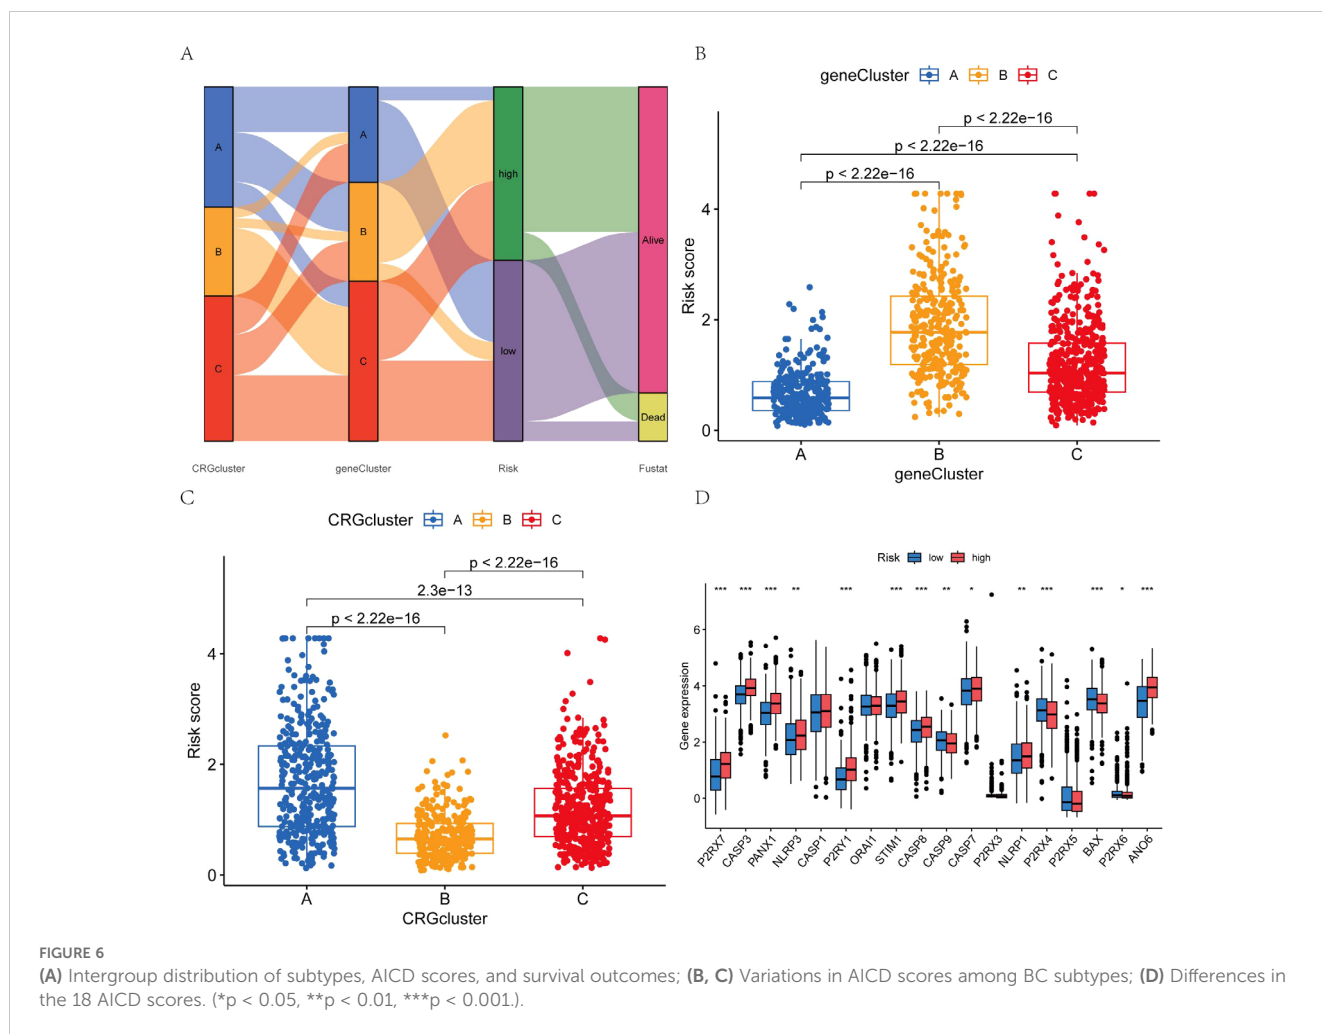 A
A
B
C
A
B
C
high
low
Alive
Dead
CRGcluster
geneCluster
Risk
Fustat
B
geneCluster A B C
p < 2.22e−16
p < 2.22e−16
p < 2.22e−16
Risk score
4
2
0
A B C
geneCluster
C
CRGcluster A B C
p < 2.22e−16
2.3e−13
p < 2.22e−16
Risk score
4
2
0
A B C
CRGcluster
D
Risk low high
*** *** *** ** *** *** *** ** * ** *** *** * ***
Gene expression
6
4
2
0
P2RX7
CASP3
PANX1
NLRP3
CASP1
P2RY1
ORAI1
STIM1
CASP8
CASP9
CASP7
P2RX3
NLRP1
P2RX4
P2RX5
BAX
P2RX6
ANO6
FIGURE 6
(A) Intergroup distribution of subtypes, AICD scores, and survival outcomes; (B, C) Variations in AICD scores among BC subtypes; (D) Differences in
the 18 AICD scores. (*p < 0.05, **p < 0.01, ***p < 0.001.).